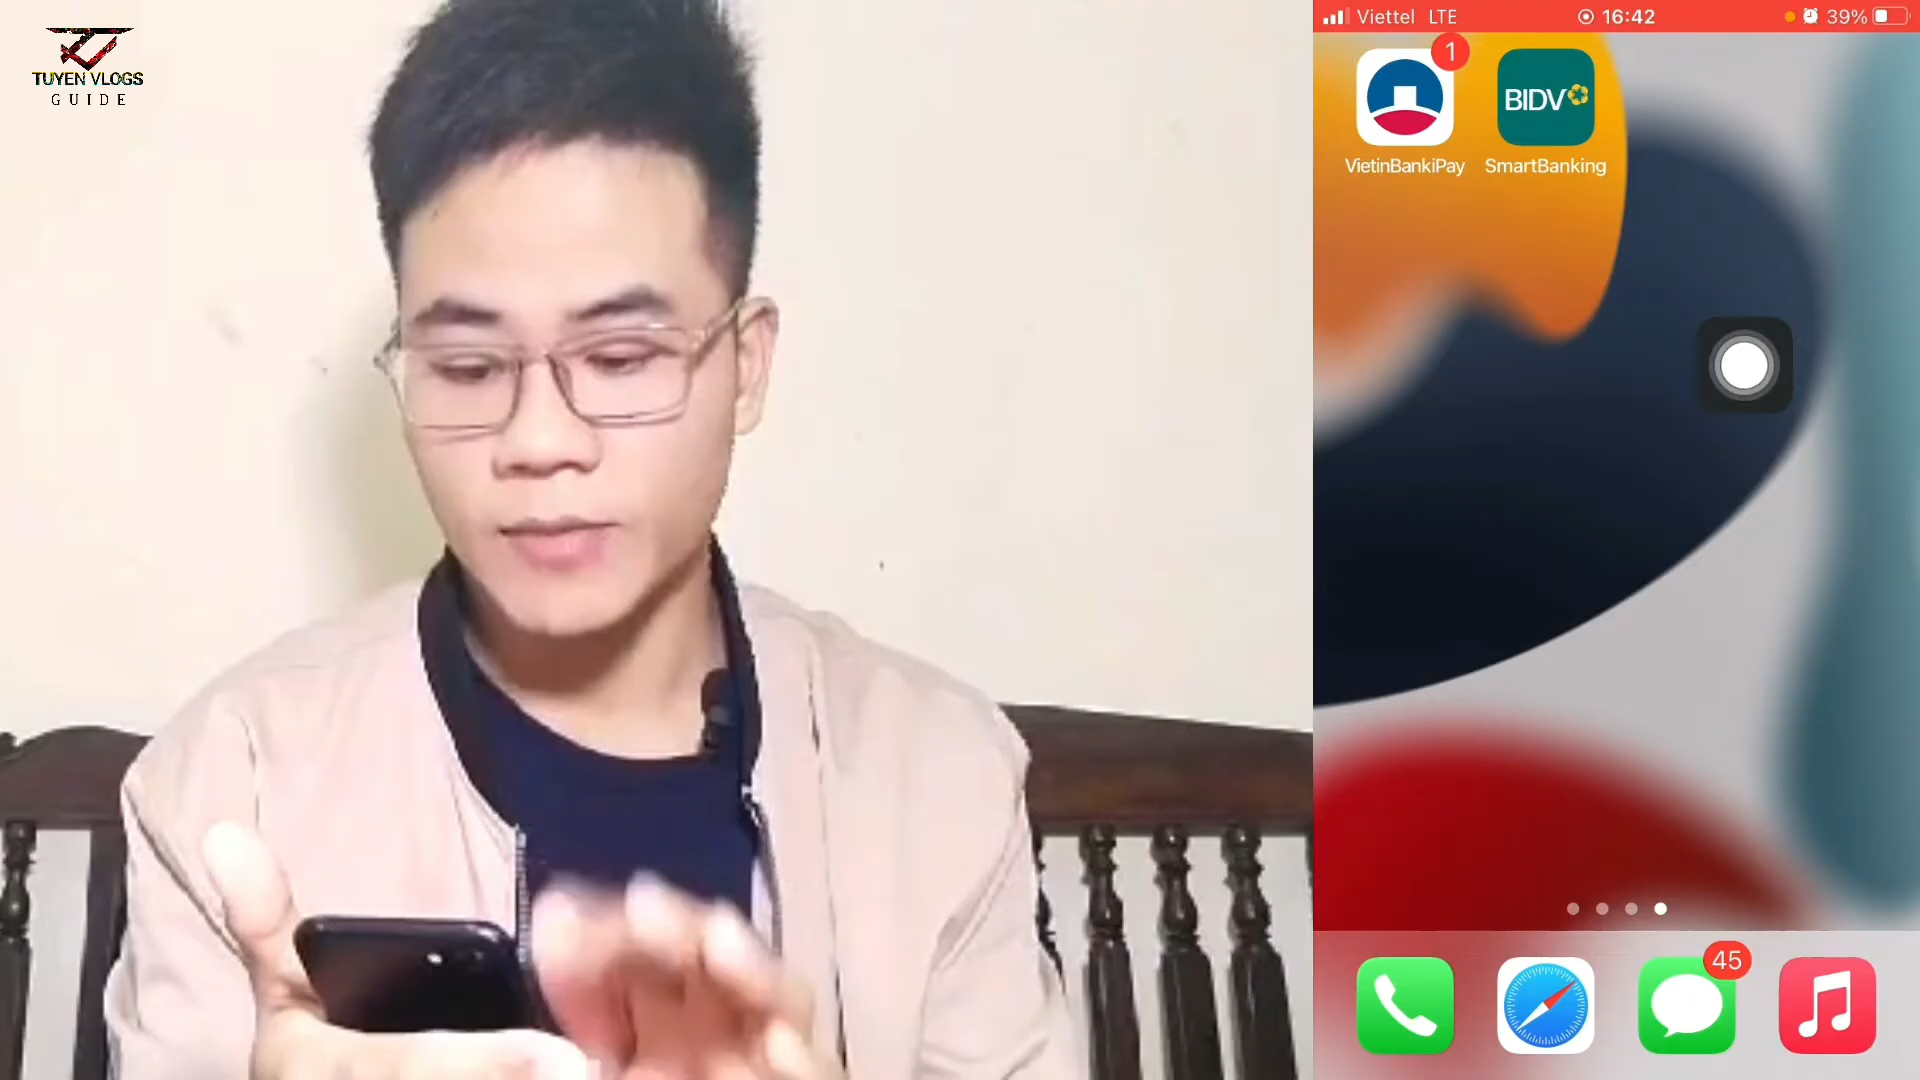 TUYEN VLOGS
GUIDE
Viettel LTE
16:42
39%
1
BIDV
VietinBankiPay
SmartBanking
45